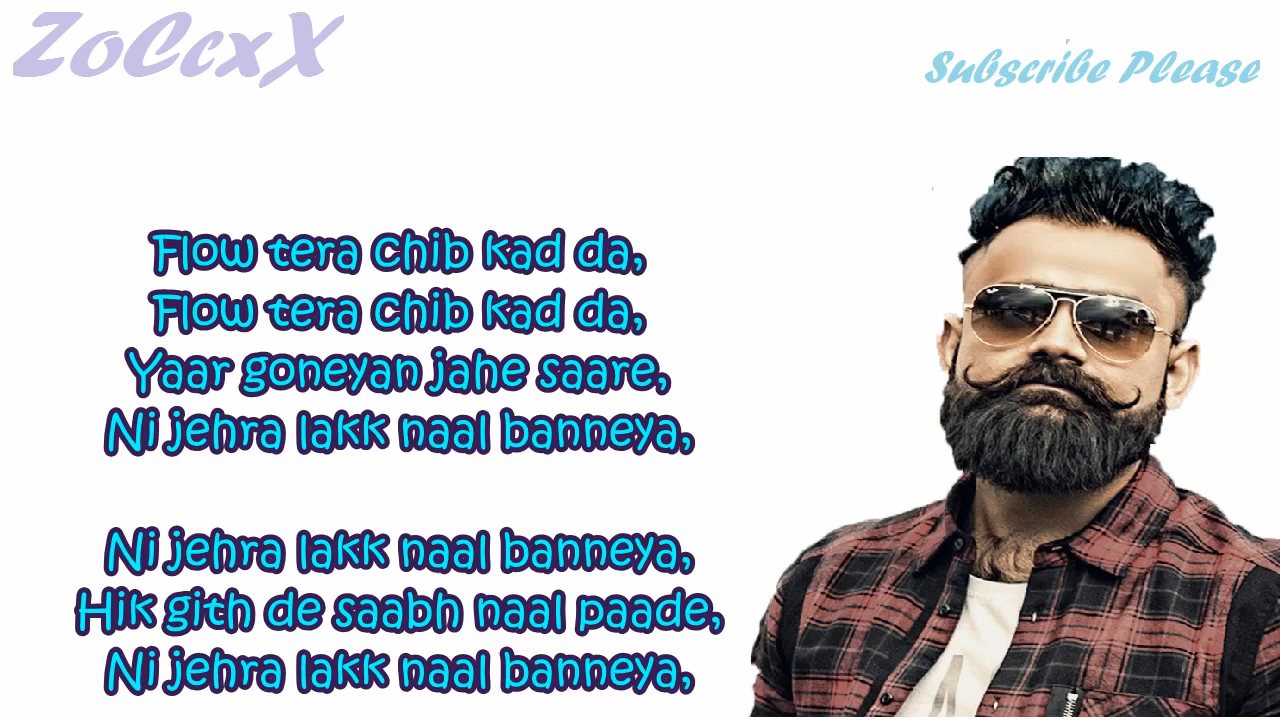 ZoCcxX
Subscribe Please
Flow tera chib kad da,
Flow tera chib kad da,
Yaar goneyan jahe saare,
Ni jehra lakk naal banneya,
Ni jehra lakk naal banneya,
Hik gith de saabh naal paade,
Ni jehra lakk naal banneya,